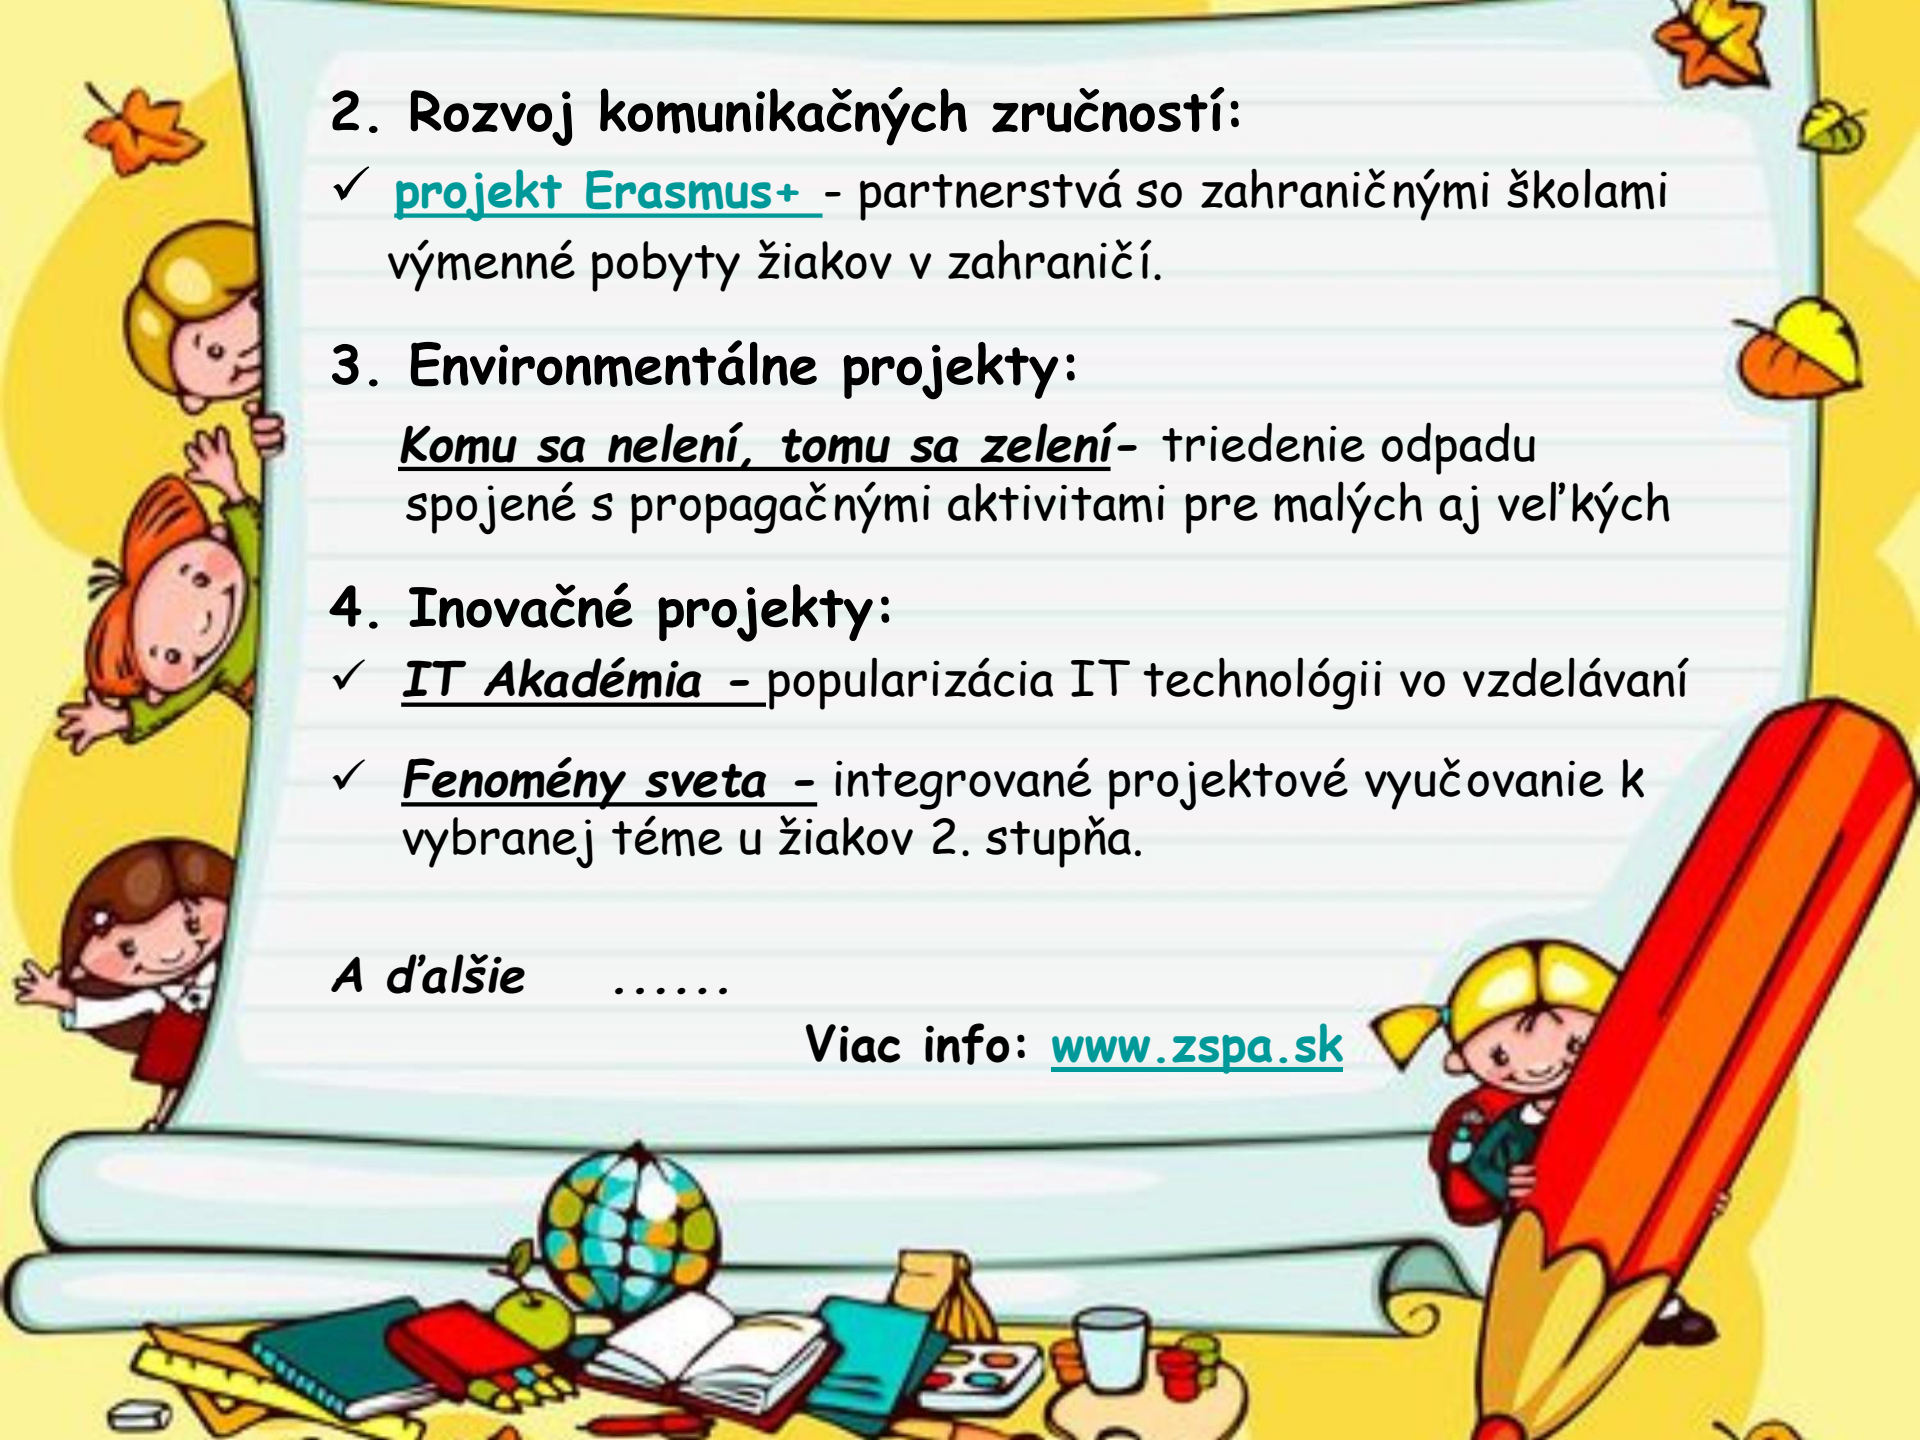 2. Rozvoj komunikačných zručností:
✓ projekt Erasmus+ - partnerstvá so zahraničnými školami
výmenné pobyty žiakov v zahraničí.
3. Environmentálne projekty:
Komu sa nelení, tomu sa zelení- triedenie odpadu
spojené s propagačnými aktivitami pre malých aj veľkých
4. Inovačné projekty:
✓ IT Akadémia - popularizácia IT technológii vo vzdelávaní
✓ Fenomény sveta - integrované projektové vyučovanie k
vybranej téme u žiakov 2. stupňa.
A ďalšie ......
Viac info: www.zspa.sk